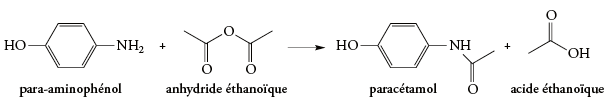 HO NH₂ + O O O HO NH O + O OH
para-aminophénol anhydride éthanoïque paracétamol acide éthanoïque